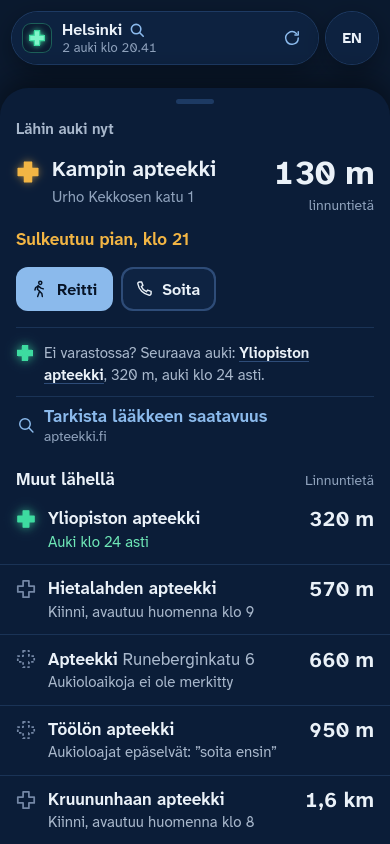 Helsinki
2 auki klo 20.41
EN
Lähin auki nyt
Kampin apteekki
130 m
Urho Kekkosen katu 1
linnuntietä
Sulkeutuu pian, klo 21
Reitti
Soita
Ei varastossa? Seuraava auki: Yliopiston
apteekki, 320 m, auki klo 24 asti.
Tarkista lääkkeen saatavuus
apteekki.fi
Muut lähellä
Linnuntietä
Yliopiston apteekki
320 m
Auki klo 24 asti
Hietalahden apteekki
570 m
Kiinni, avautuu huomenna klo 9
Apteekki Runeberginkatu 6
660 m
Aukioloaikoja ei ole merkitty
Töölön apteekki
950 m
Aukioloajat epäselvät: ”soita ensin”
Kruununhaan apteekki
1,6 km
Kiinni, avautuu huomenna klo 8